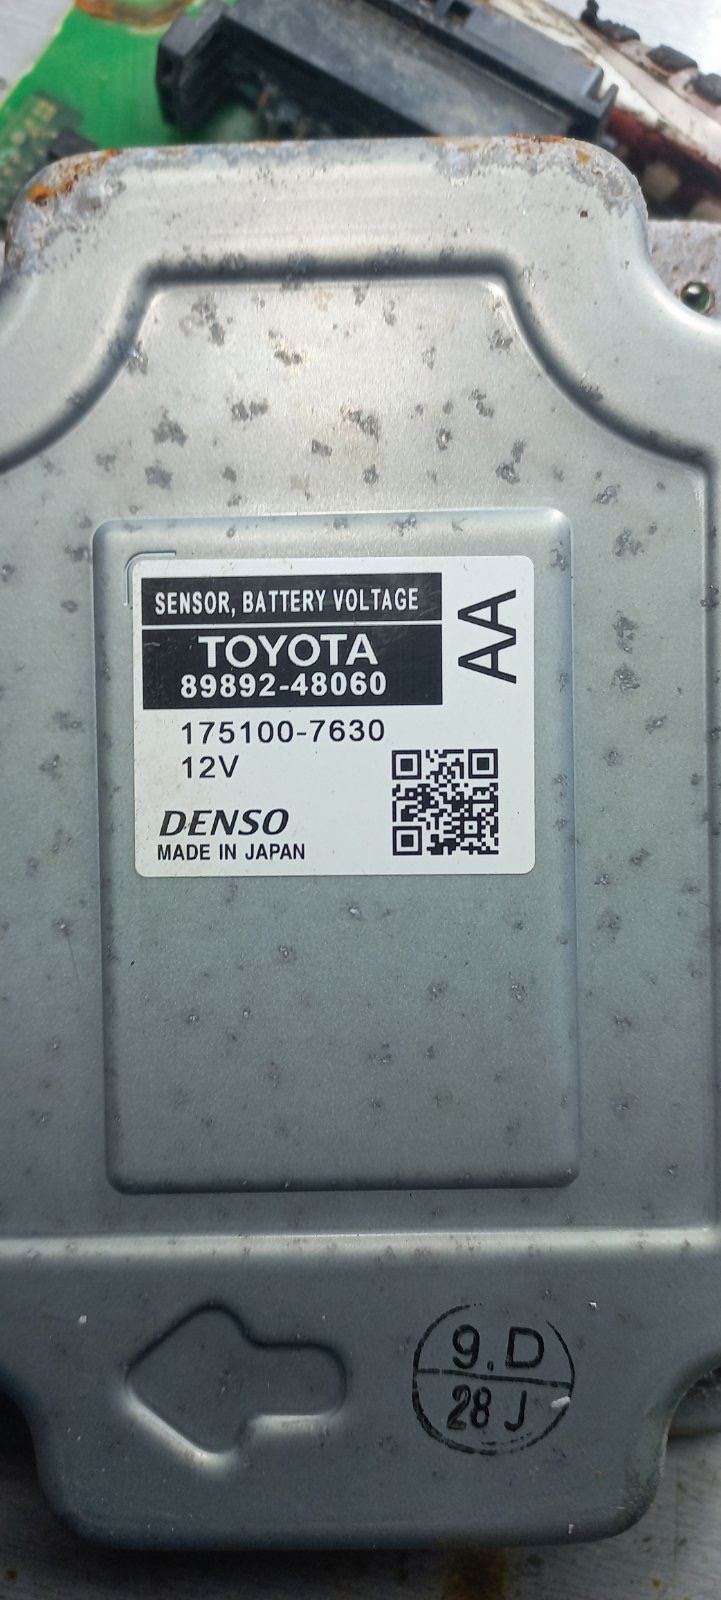 SENSOR, BATTERY VOLTAGE
AA
TOYOTA
89892-48060
175100-7630
12V
DENSO
MADE IN JAPAN
9.D
28 J